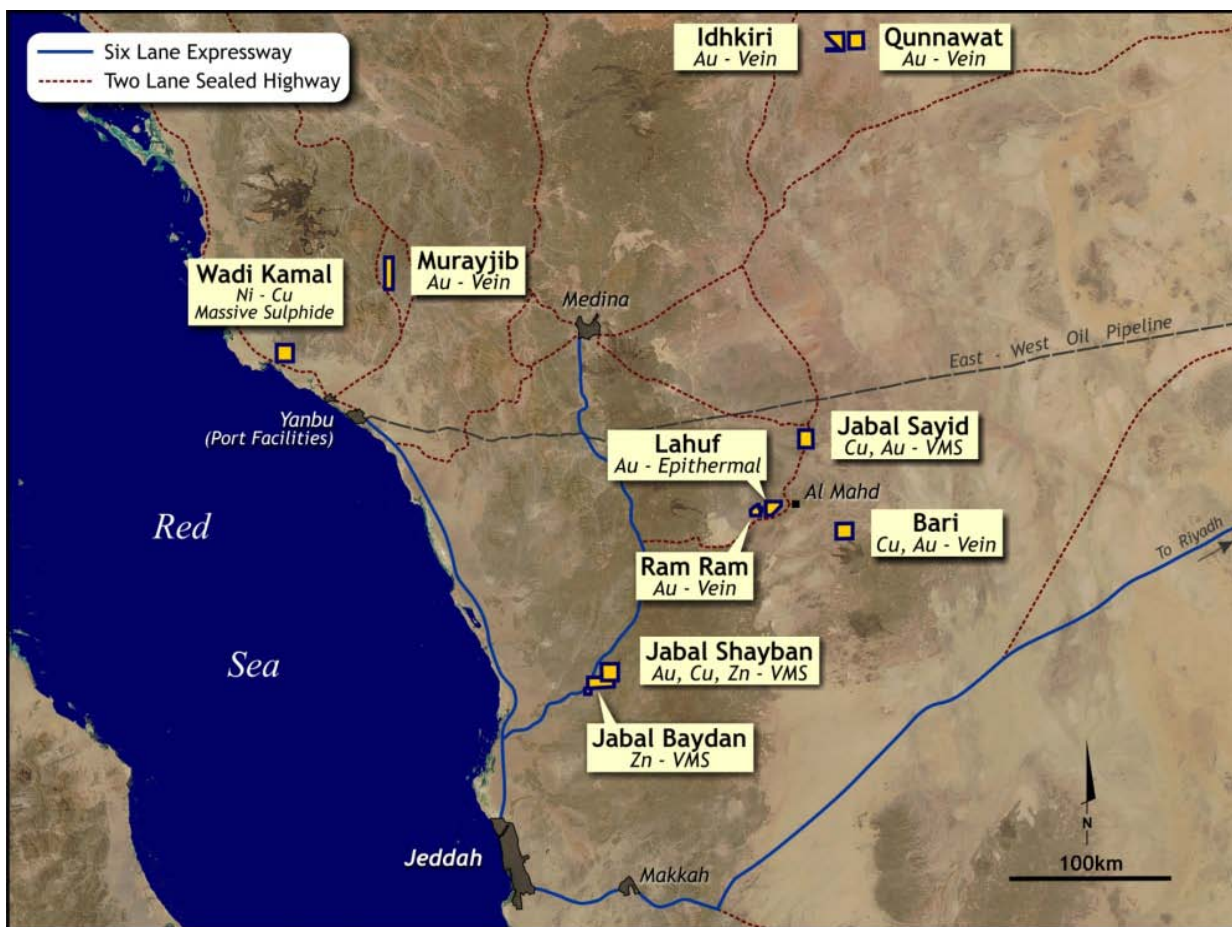 Six Lane Expressway
Two Lane Sealed Highway
Idhkiri
Au - Vein
Qunnawat
Au - Vein
Wadi Kamal
Ni - Cu
Massive Sulphide
Murayjib
Au - Vein
Medina
East - West Oil Pipeline
Yanbu
(Port Facilities)
Lahuf
Au - Epithermal
Jabal Sayid
Cu, Au - VMS
Al Mahd
Bari
Cu, Au - Vein
Red
Sea
Ram Ram
Au - Vein
To Riyadh
Jabal Shayban
Au, Cu, Zn - VMS
Jabal Baydan
Zn - VMS
Jeddah
Makkah
N
100km